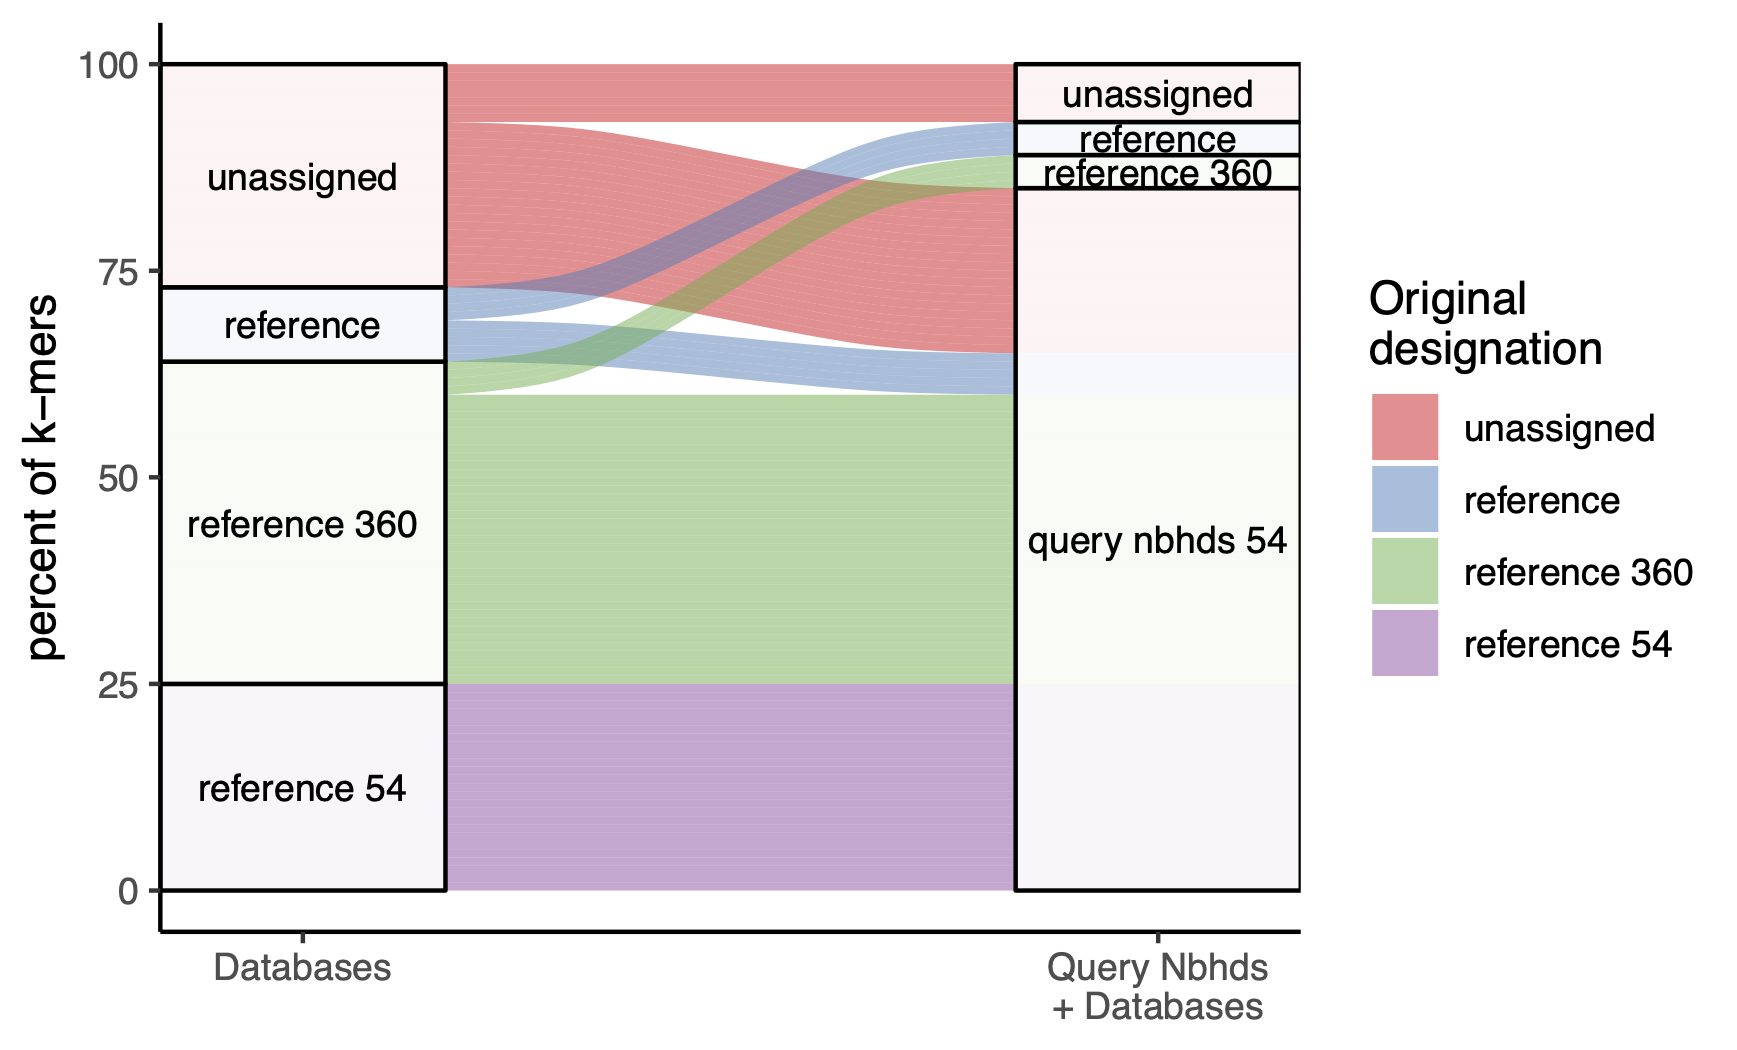 percent of k−mers
100
75
50
25
0
unassigned
reference
reference 360
reference 54
unassigned
reference
reference 360
query nbhds 54
Databases
Query Nbhds
+ Databases
Original
designation
unassigned
reference
reference 360
reference 54